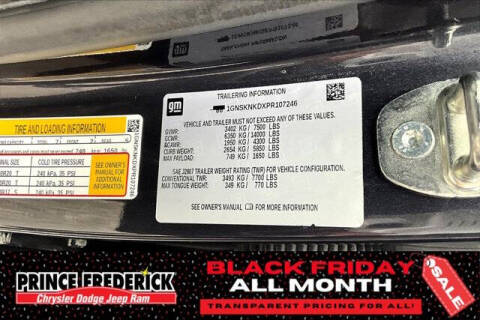 gm
TRAILERING INFORMATION
1GNSKNKDXPR107246
VEHICLE AND TRAILER MUST NOT EXCEED ANY OF THESE VALUES.
GVWR: 3402 KG / 7500 LBS
GCWR: 6350 KG / 14000 LBS
RR GAWR: 1950 KG / 4300 LBS
CURB WEIGHT: 2654 KG / 5850 LBS
MAX PAYLOAD: 749 KG / 1650 LBS
SAE J2807 TRAILER WEIGHT RATING (TWR) FOR VEHICLE CONFIGURATION.
CONVENTIONAL TWR: 3493 KG / 7700 LBS
MAX TONGUE WEIGHT: 349 KG / 770 LBS
SEE OWNER'S MANUAL FOR MORE INFORMATION
TIRE AND LOADING INFORMATION
COLD TIRE PRESSURE
240 kPa, 35 PSI
240 kPa, 35 PSI
240 kPa, 35 PSI
SEE OWNER'S MANUAL FOR ADDITIONAL INFORMATION
1GNSKNKDXPR107246
PRINCE FREDERICK
Chrysler Dodge Jeep Ram
BLACK FRIDAY
ALL MONTH
TRANSPARENT PRICING FOR ALL!
SALE